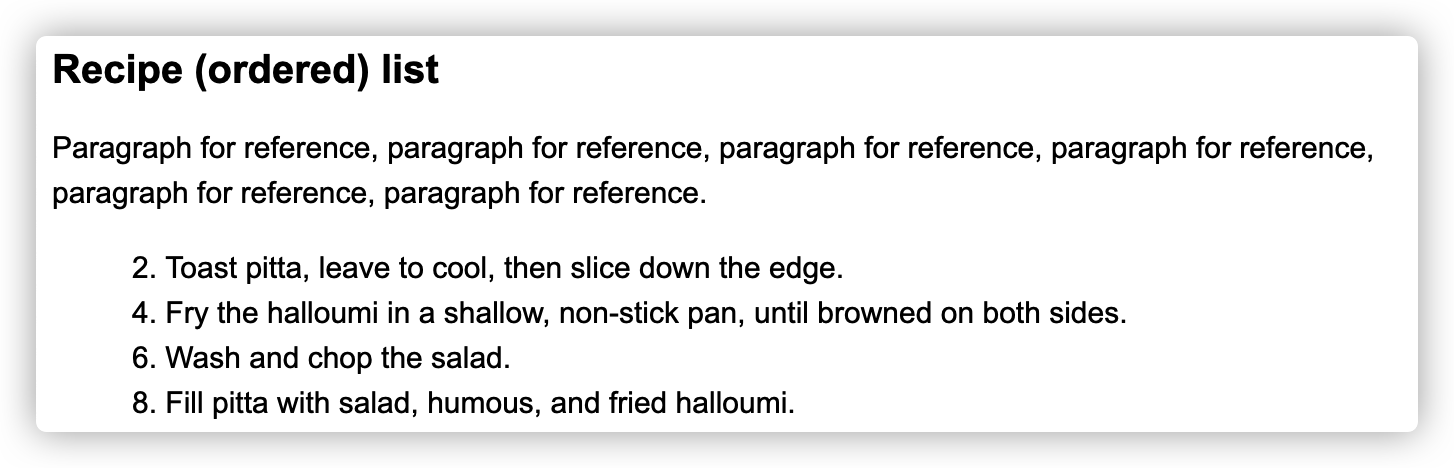 Recipe (ordered) list
Paragraph for reference, paragraph for reference, paragraph for reference, paragraph for reference,
paragraph for reference, paragraph for reference.
2. Toast pitta, leave to cool, then slice down the edge.
4. Fry the halloumi in a shallow, non-stick pan, until browned on both sides.
6. Wash and chop the salad.
8. Fill pitta with salad, humous, and fried halloumi.